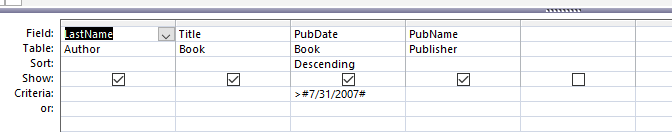 Field: LastName Title PubDate PubName
Table: Author Book Book Publisher
Sort: Descending
Show:
Criteria: >#7/31/2007#
or: